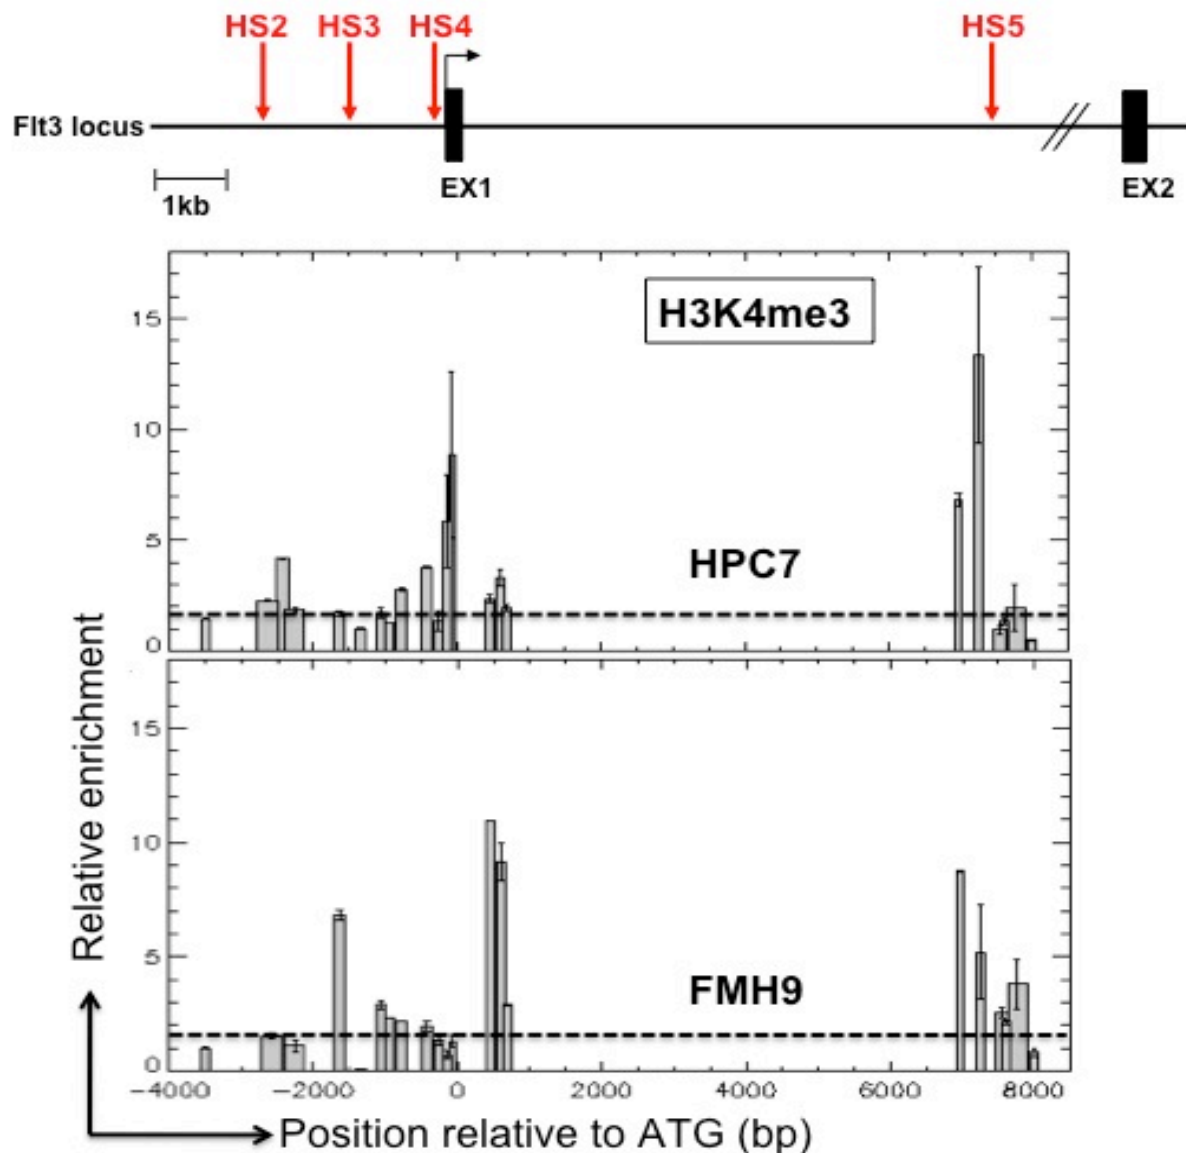 HS2 HS3 HS4 HS5
Flt3 locus
EX1 EX2
1kb
H3K4me3
15
10
5
0
HPC7
15
10
5
0
FMH9
Relative enrichment
-4000 -2000 0 2000 4000 6000 8000
Position relative to ATG (bp)